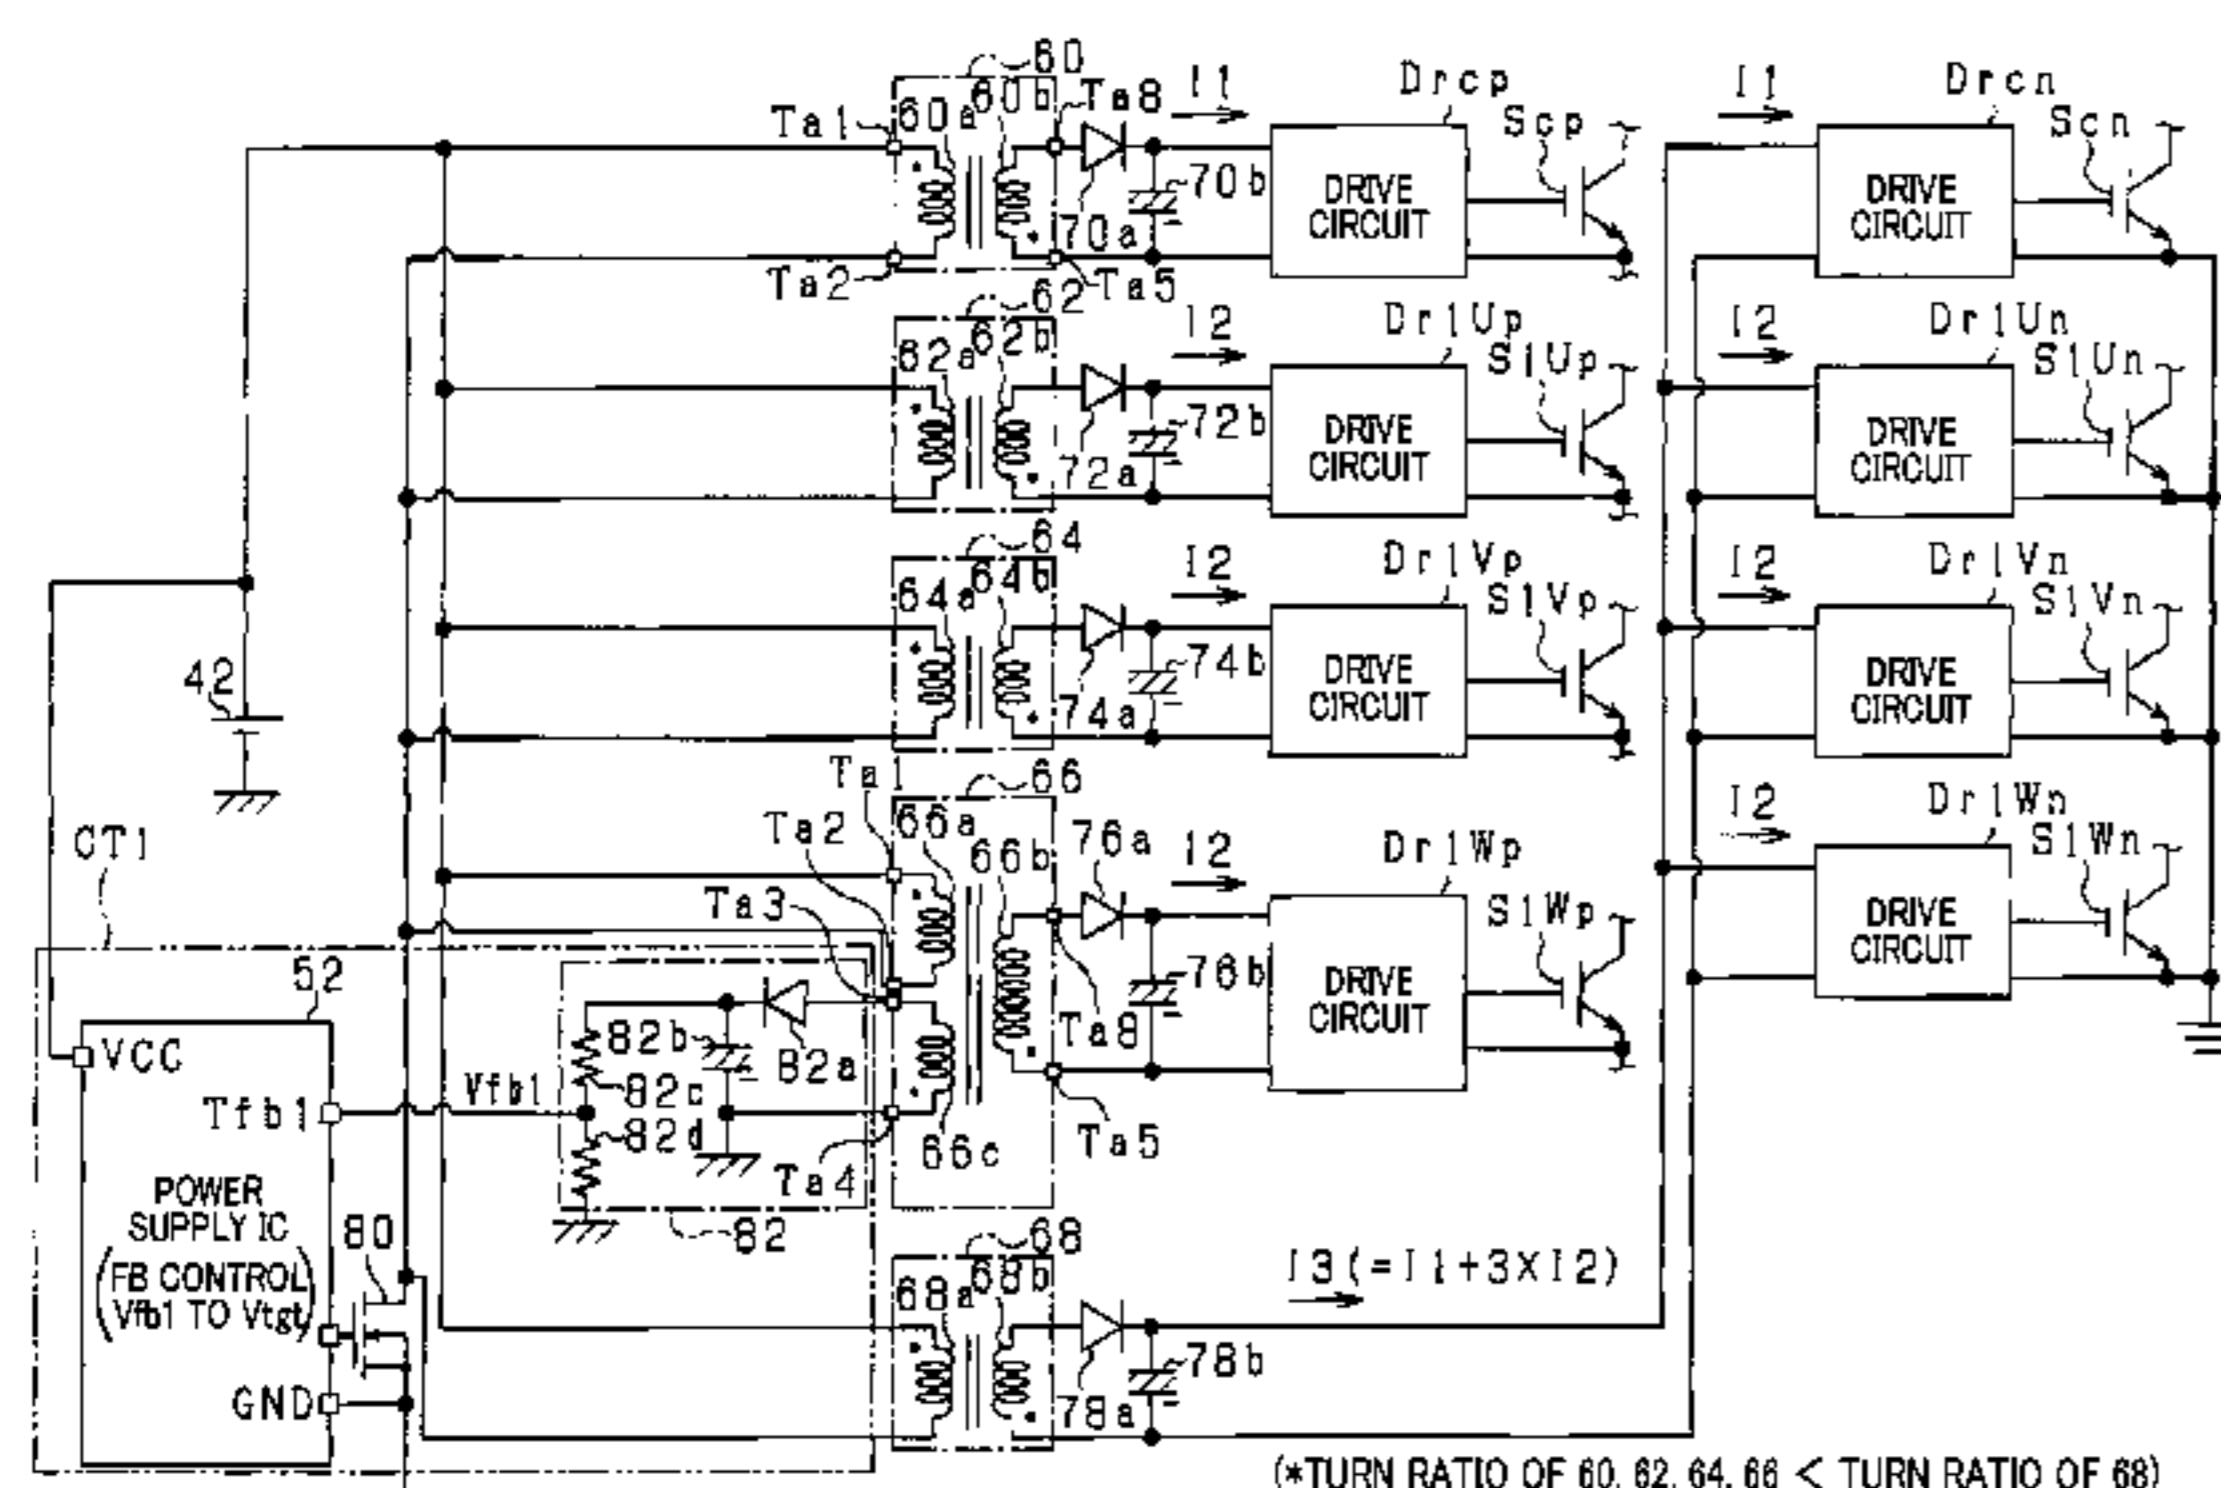 60
60a
60b
Ta1
Ta8
I1
Drcp
Scp
I1
Drcn
Scn
70b
70a
DRIVE
CIRCUIT
DRIVE
CIRCUIT
Ta2
Ta5
62
62a
62b
I2
Dr1Up
S1Up
I2
Dr1Un
S1Un
72b
72a
DRIVE
CIRCUIT
DRIVE
CIRCUIT
64
64a
64b
I2
Dr1Vp
S1Vp
I2
Dr1Vn
S1Vn
42
74b
74a
DRIVE
CIRCUIT
DRIVE
CIRCUIT
Ta1
66
66a
66b
Ta2
Ta3
76a
I2
Dr1Wp
S1Wp
I2
Dr1Wn
S1Wn
CT1
52
76b
Ta8
DRIVE
CIRCUIT
DRIVE
CIRCUIT
VCC
82b
82a
82c
Vfb1
Tfb1
82d
66c
Ta5
Ta4
82
POWER
SUPPLY IC
(FB CONTROL
Vfb1 TO Vtgt)
80
68
68a
68b
I3(=I1+3XI2)
78b
78a
GND
(*TURN RATIO OF 60, 62, 64, 66 < TURN RATIO OF 68)